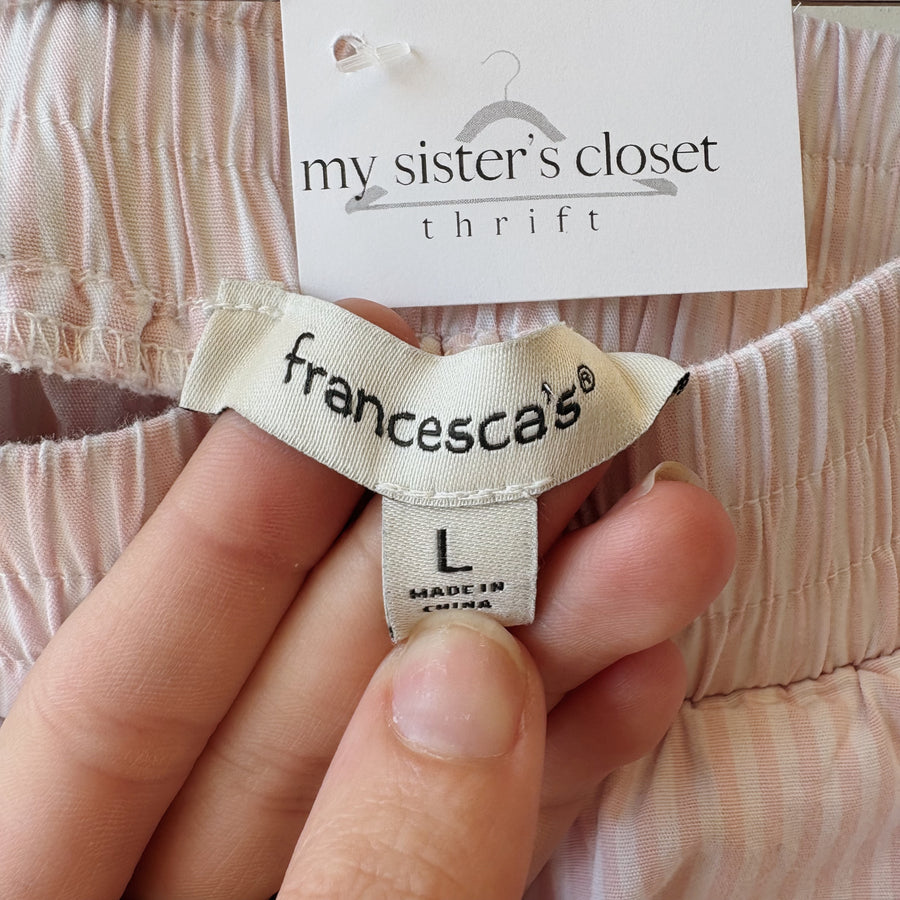 my sister's closet
thrift
francesca's®
L
MADE IN
CHINA